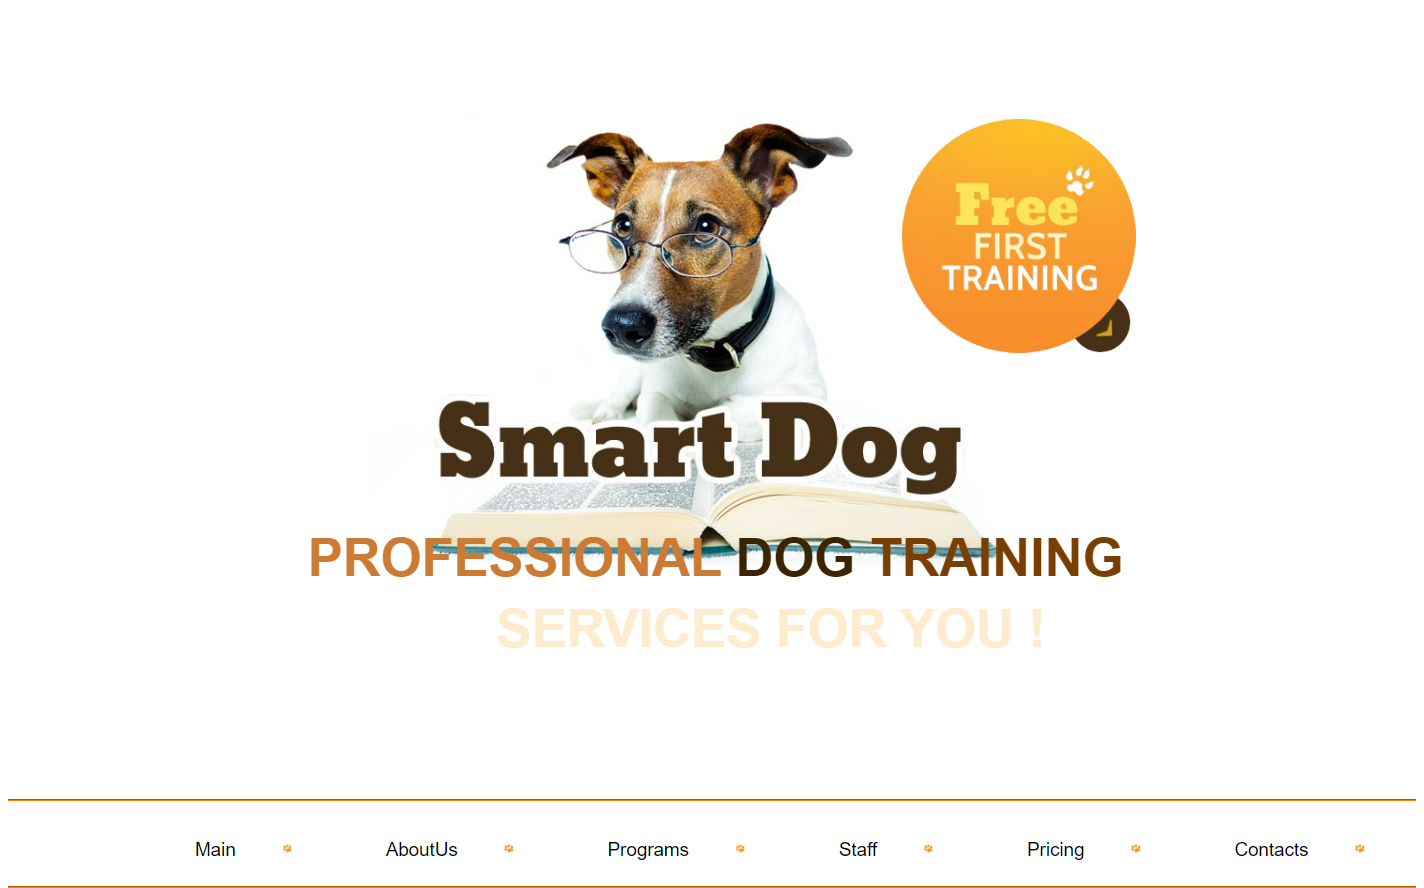 Free
FIRST
TRAINING
Smart Dog
PROFESSIONAL DOG TRAINING
SERVICES FOR YOU !
Main AboutUs Programs Staff Pricing Contacts